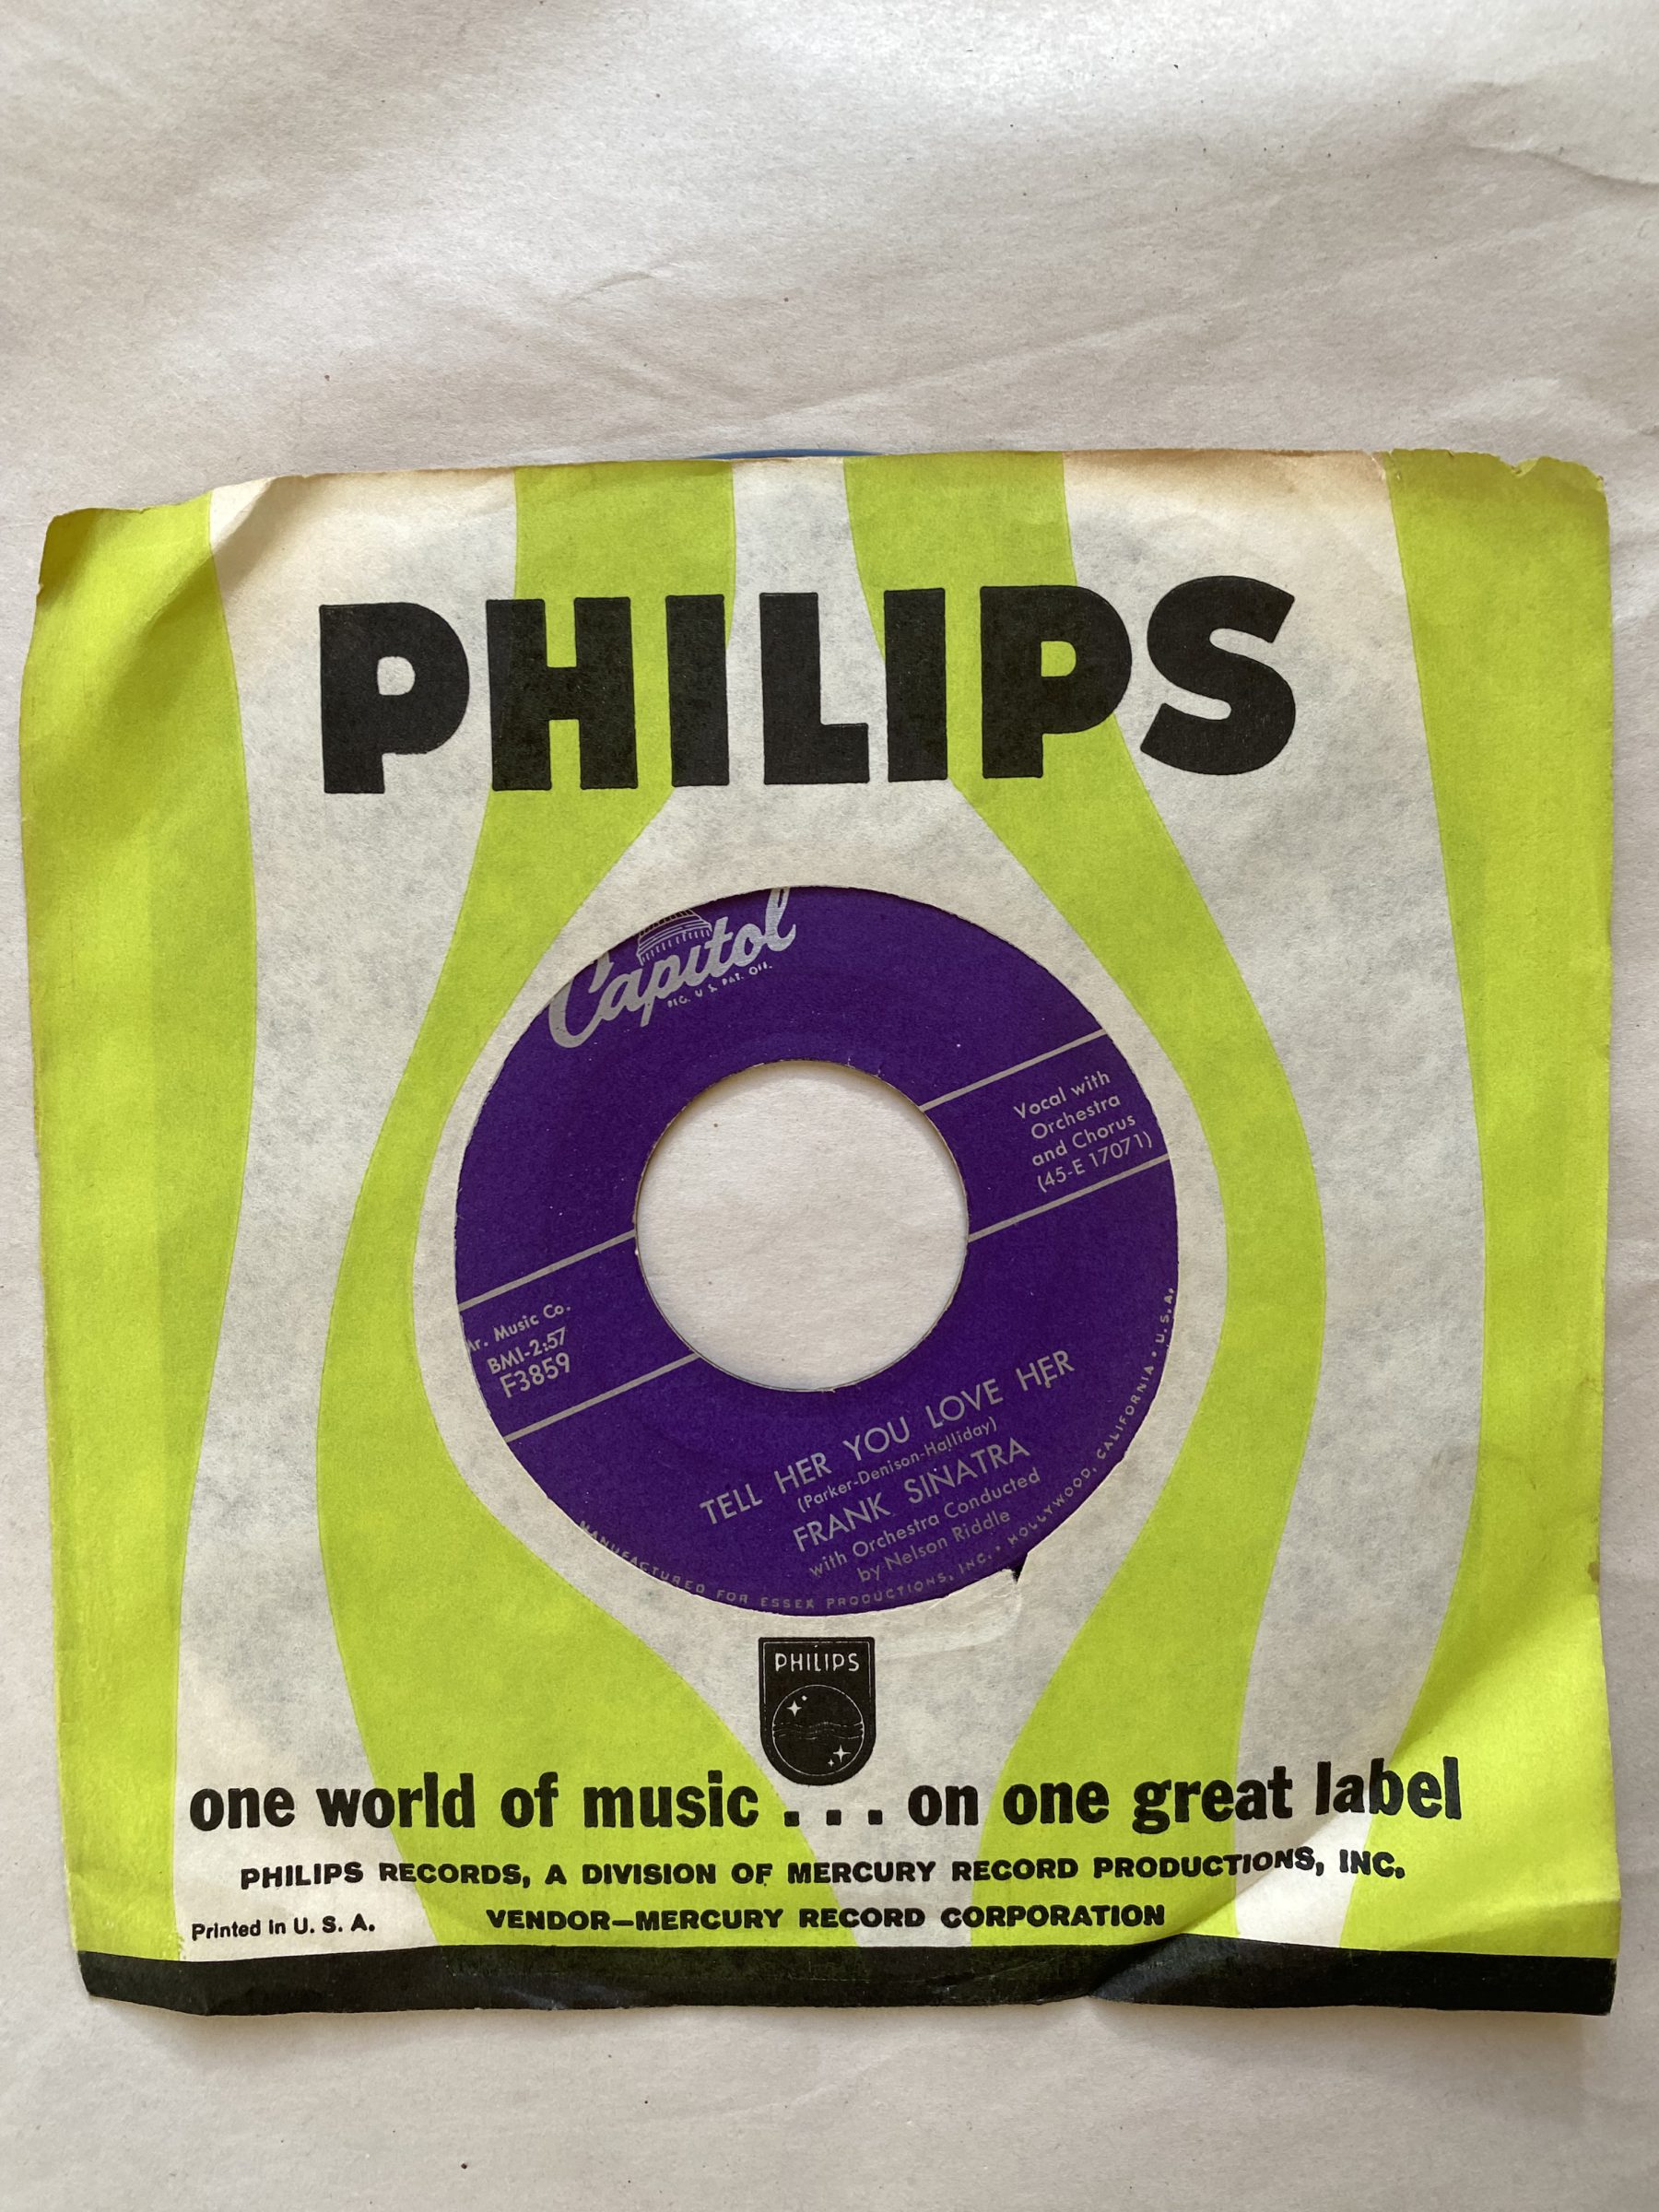 PHILIPS
Capitol
REG. U. S. PAT. OFF.
Vocal with
Orchestra
and Chorus
(45-E 17071)
Music Co.
BMI-2:57
F3859
TELL HER YOU LOVE HER
(Parker-Denison-Halliday)
FRANK SINATRA
with Orchestra Conducted
by Nelson Riddle
MANUFACTURED FOR ESSEX PRODUCTIONS, INC. • HOLLYWOOD, CALIFORNIA • U. S. A.
PHILIPS
one world of music . . . on one great label
PHILIPS RECORDS, A DIVISION OF MERCURY RECORD PRODUCTIONS, INC.
Printed in U. S. A.
VENDOR—MERCURY RECORD CORPORATION